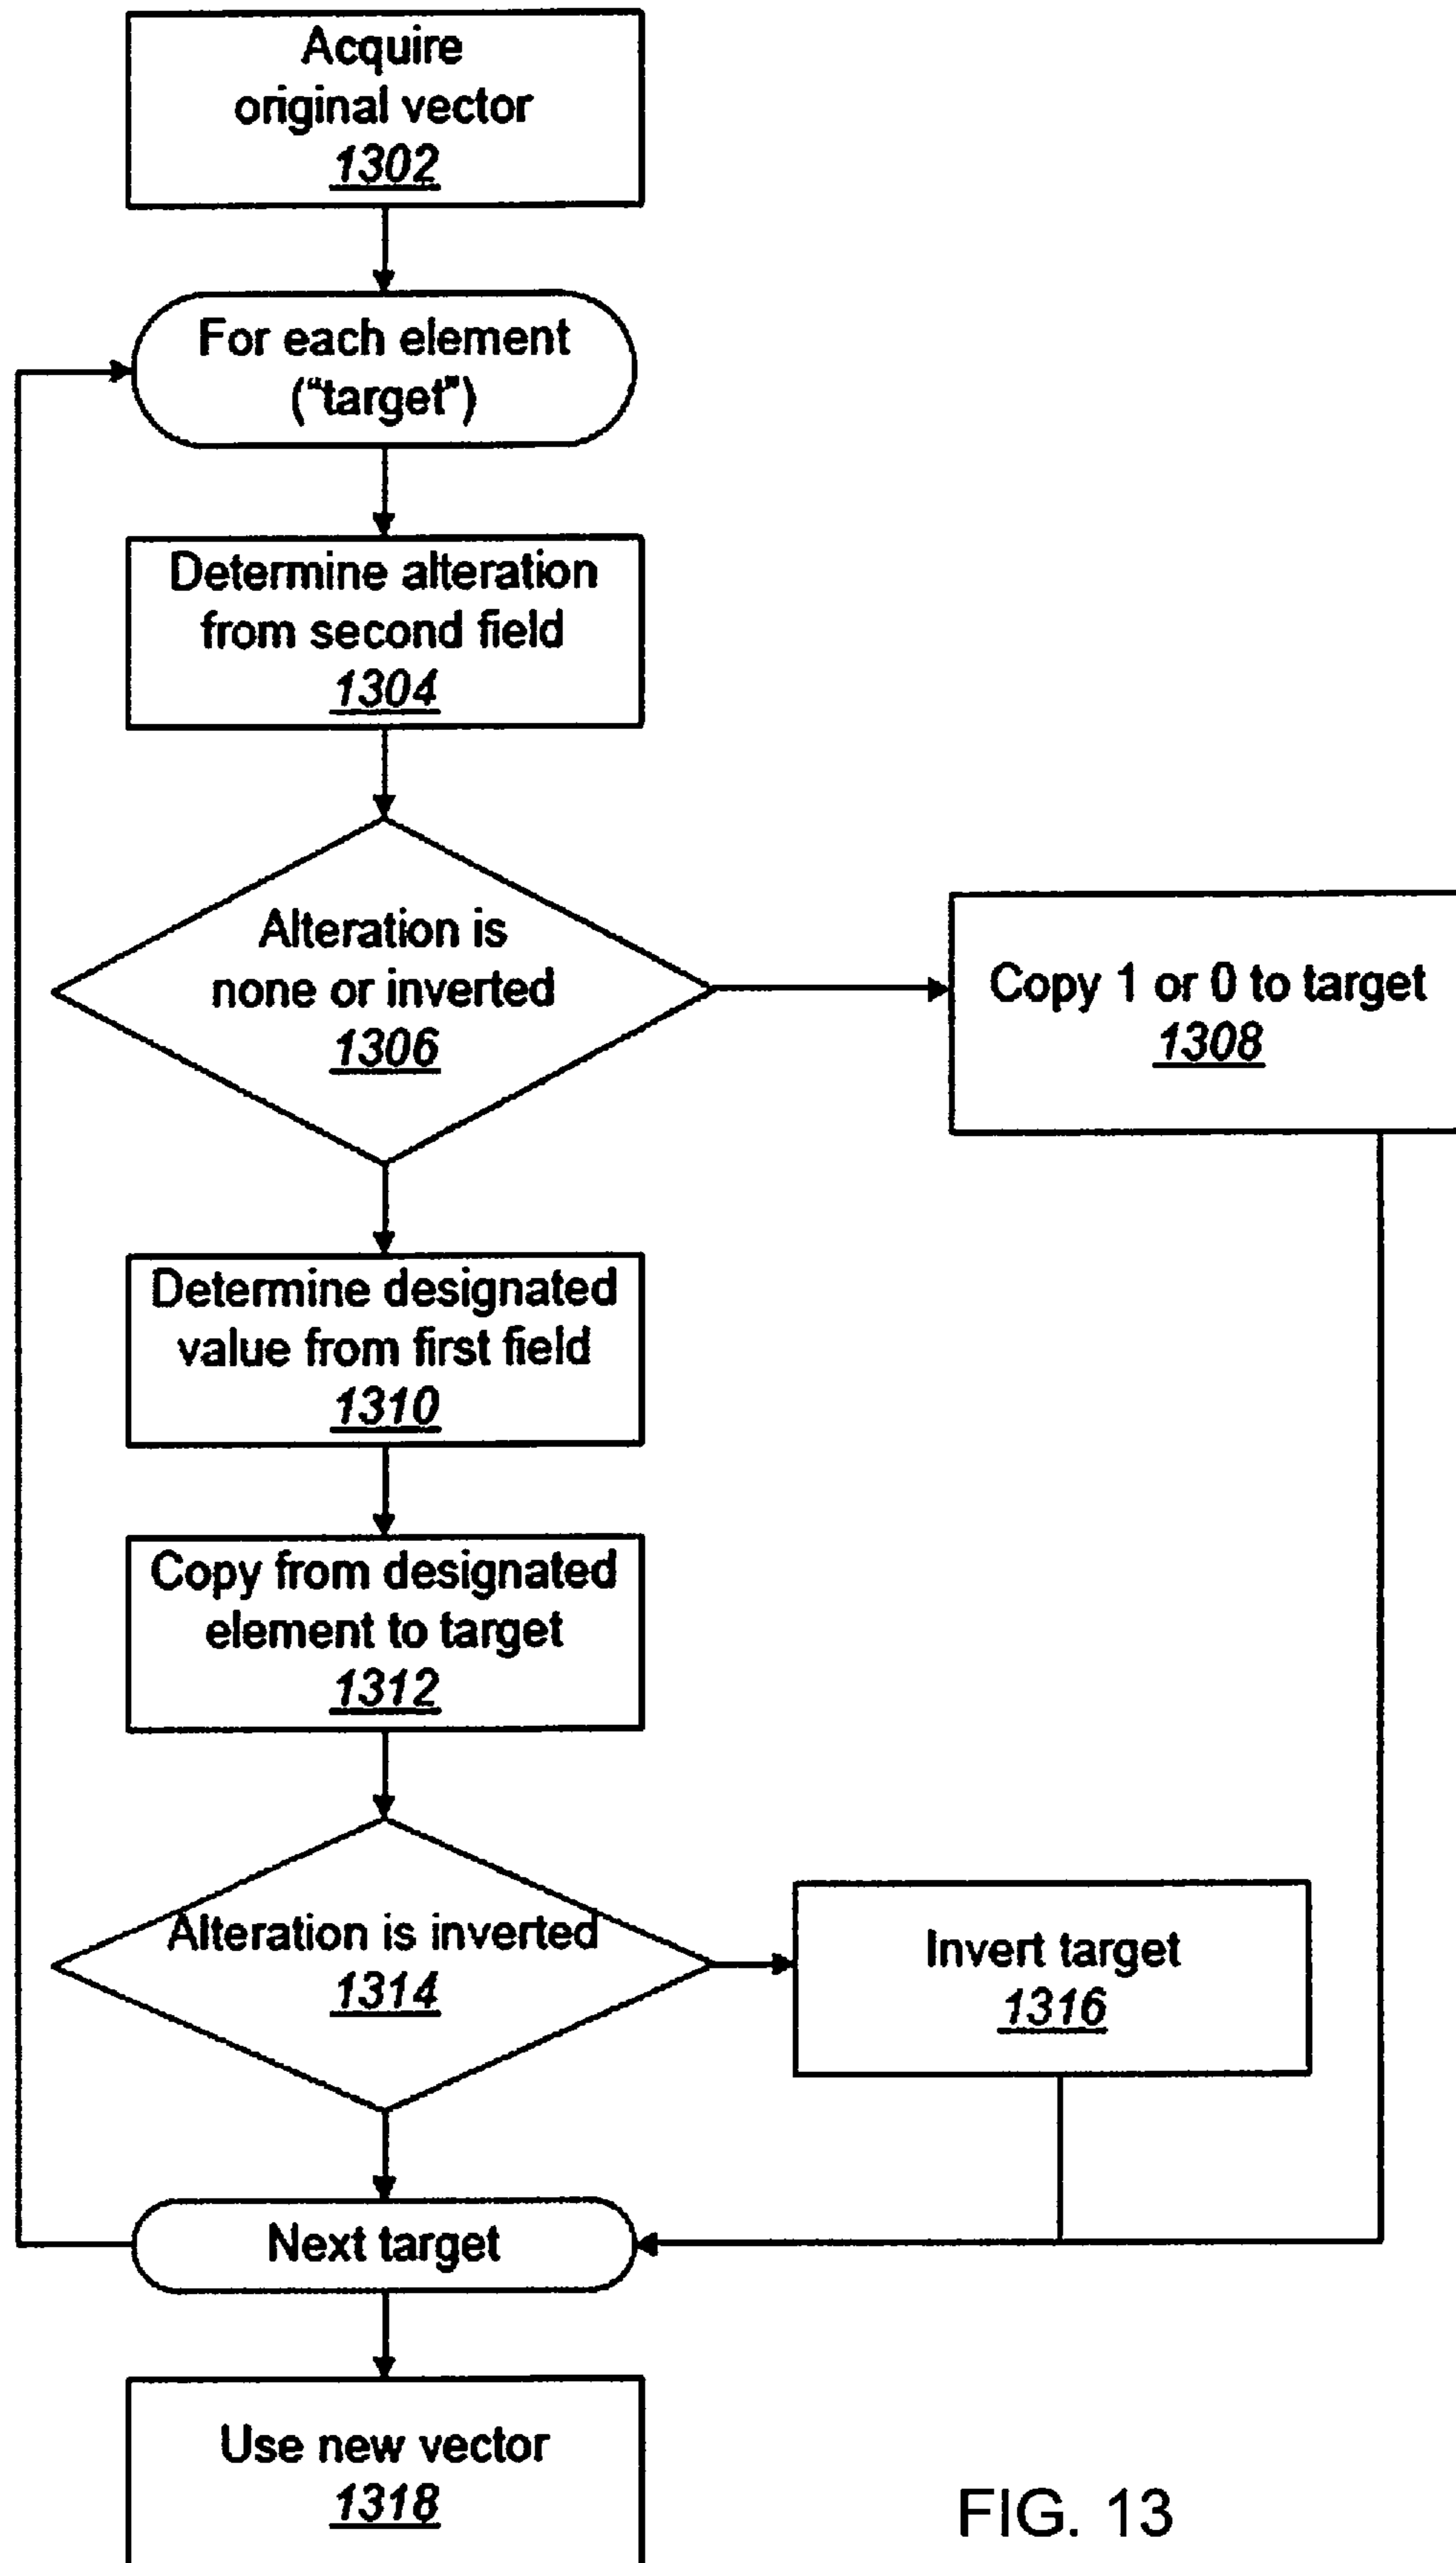 Acquire
original vector
1302
For each element
(“target”)
Determine alteration
from second field
1304
Alteration is
none or inverted
1306
Copy 1 or 0 to target
1308
Determine designated
value from first field
1310
Copy from designated
element to target
1312
Alteration is inverted
1314
Invert target
1316
Next target
Use new vector
1318
FIG. 13